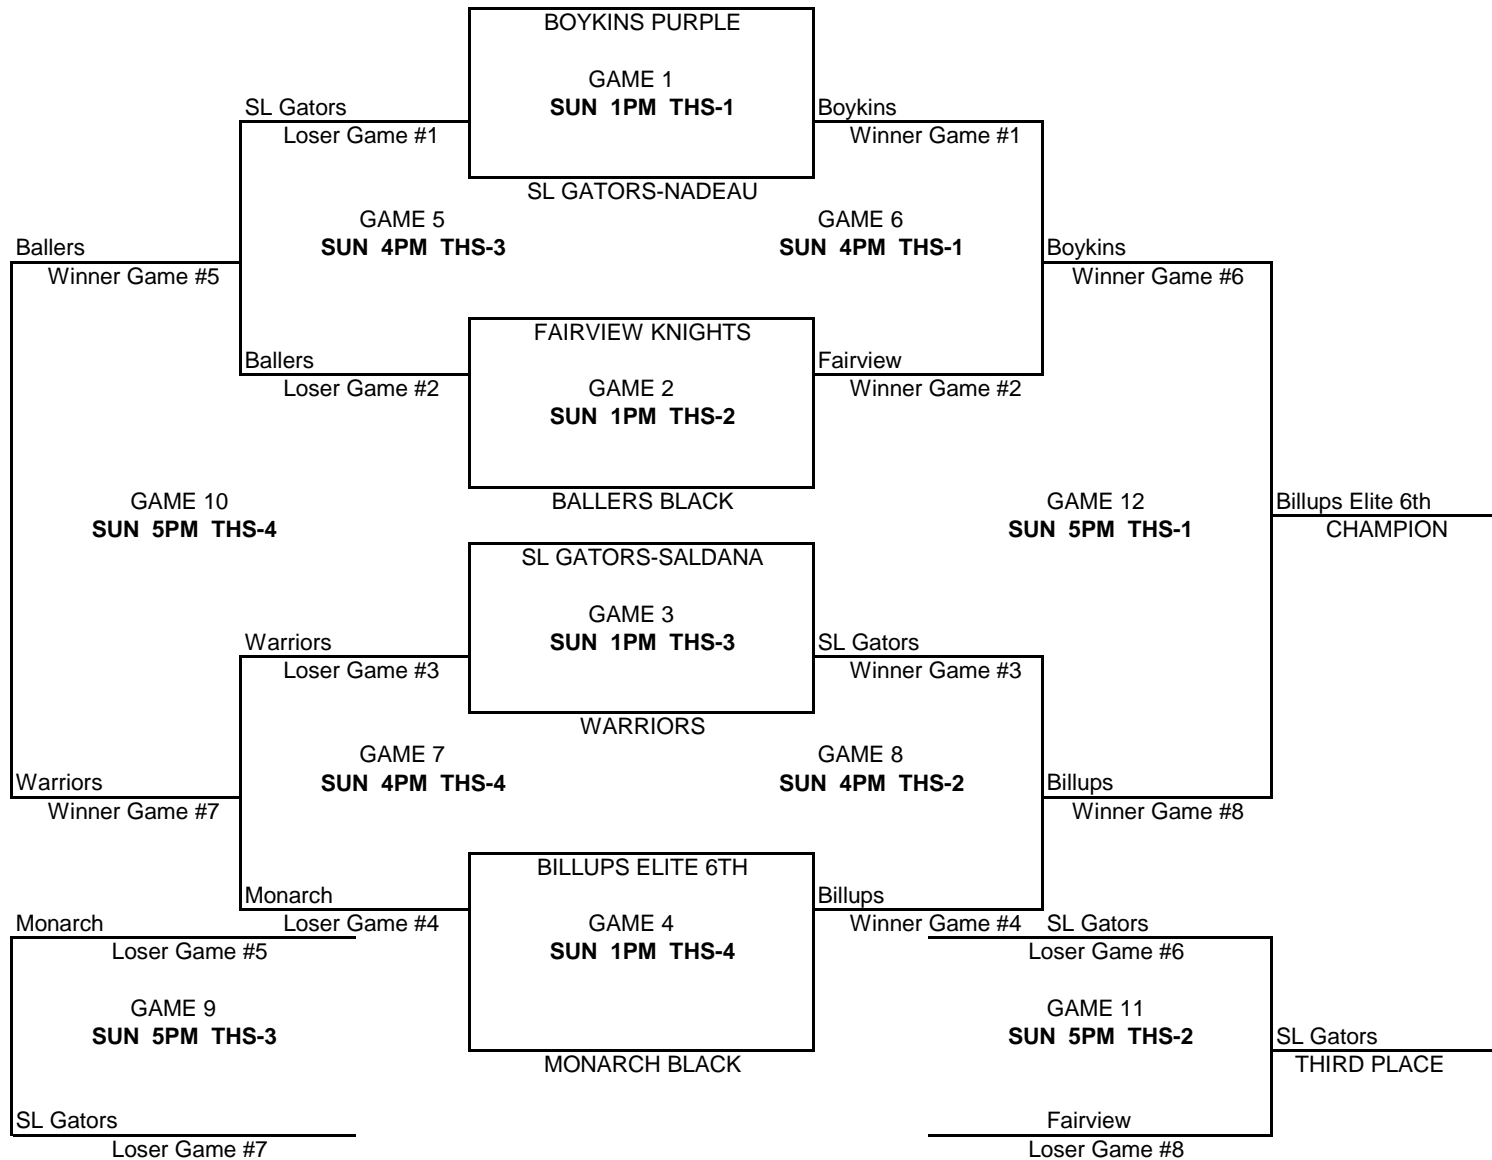 BOYKINS PURPLE
GAME 1
SUN 1PM THS-1
SL Gators
Loser Game #1
Boykins
Winner Game #1
SL GATORS-NADEAU
GAME 5
SUN 4PM THS-3
GAME 6
SUN 4PM THS-1
Ballers
Winner Game #5
Boykins
Winner Game #6
FAIRVIEW KNIGHTS
Ballers
Loser Game #2
GAME 2
SUN 1PM THS-2
Fairview
Winner Game #2
BALLERS BLACK
GAME 10
SUN 5PM THS-4
GAME 12
SUN 5PM THS-1
Billups Elite 6th
CHAMPION
SL GATORS-SALDANA
GAME 3
SUN 1PM THS-3
Warriors
Loser Game #3
SL Gators
Winner Game #3
WARRIORS
GAME 7
SUN 4PM THS-4
GAME 8
SUN 4PM THS-2
Warriors
Winner Game #7
Billups
Winner Game #8
BILLUPS ELITE 6TH
Monarch
Loser Game #4
GAME 4
SUN 1PM THS-4
Billups
Winner Game #4
Monarch
Loser Game #5
SL Gators
Loser Game #6
GAME 9
SUN 5PM THS-3
GAME 11
SUN 5PM THS-2
MONARCH BLACK
SL Gators
THIRD PLACE
SL Gators
Loser Game #7
Fairview
Loser Game #8